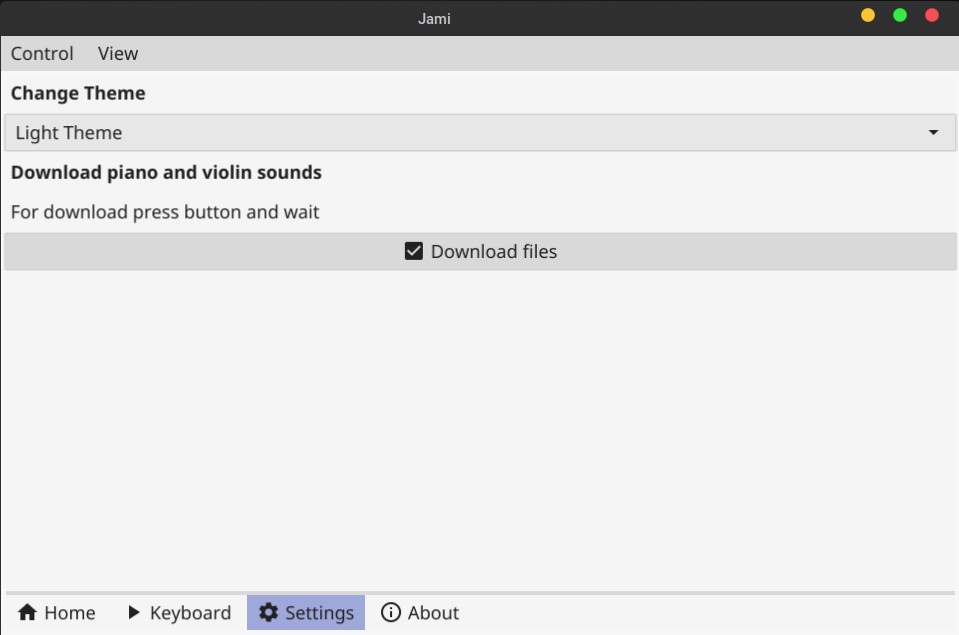 Jami
Control View
Change Theme
Light Theme
Download piano and violin sounds
For download press button and wait
Download files
Home Keyboard Settings About